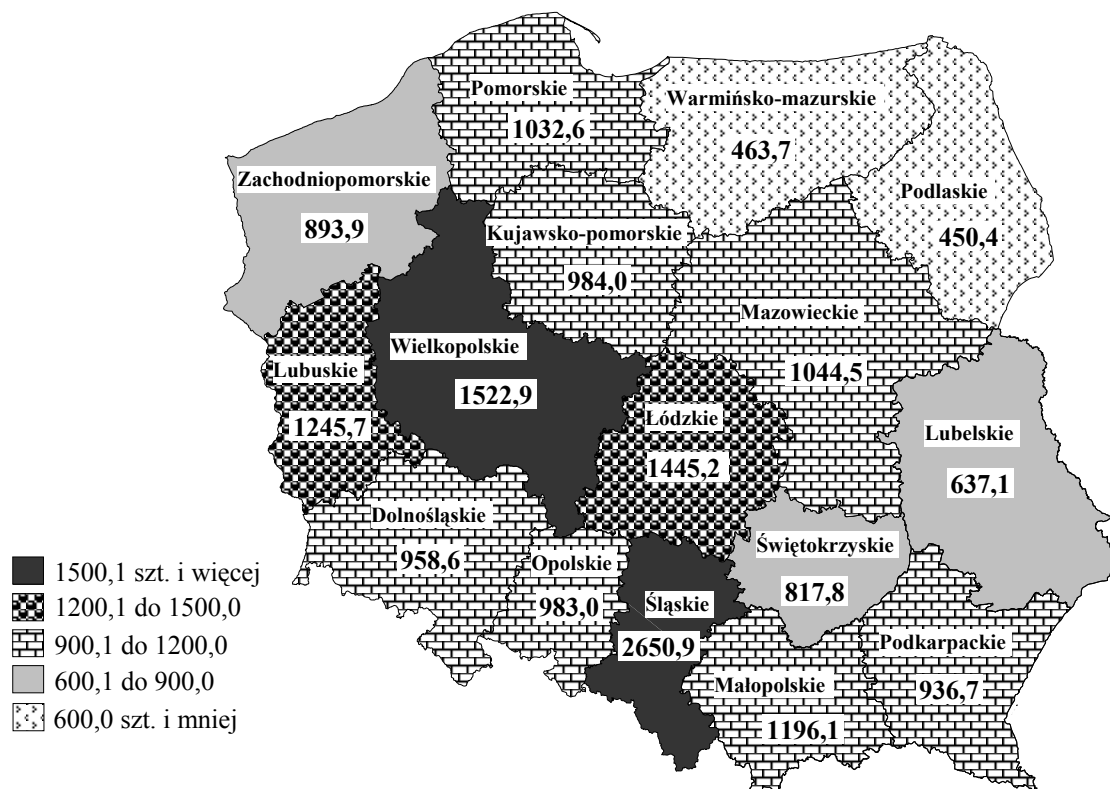 Pomorskie
1032,6
Warmińsko-mazurskie
463,7
Zachodniopomorskie
893,9
Podlaskie
450,4
Kujawsko-pomorskie
984,0
Mazowieckie
1044,5
Wielkopolskie
1522,9
Lubuskie
1245,7
Łódzkie
1445,2
Lubelskie
637,1
Dolnośląskie
958,6
Opolskie
983,0
Śląskie
2650,9
Świętokrzyskie
817,8
Podkarpackie
936,7
Małopolskie
1196,1
1500,1 szt. i więcej
1200,1 do 1500,0
900,1 do 1200,0
600,1 do 900,0
600,0 szt. i mniej